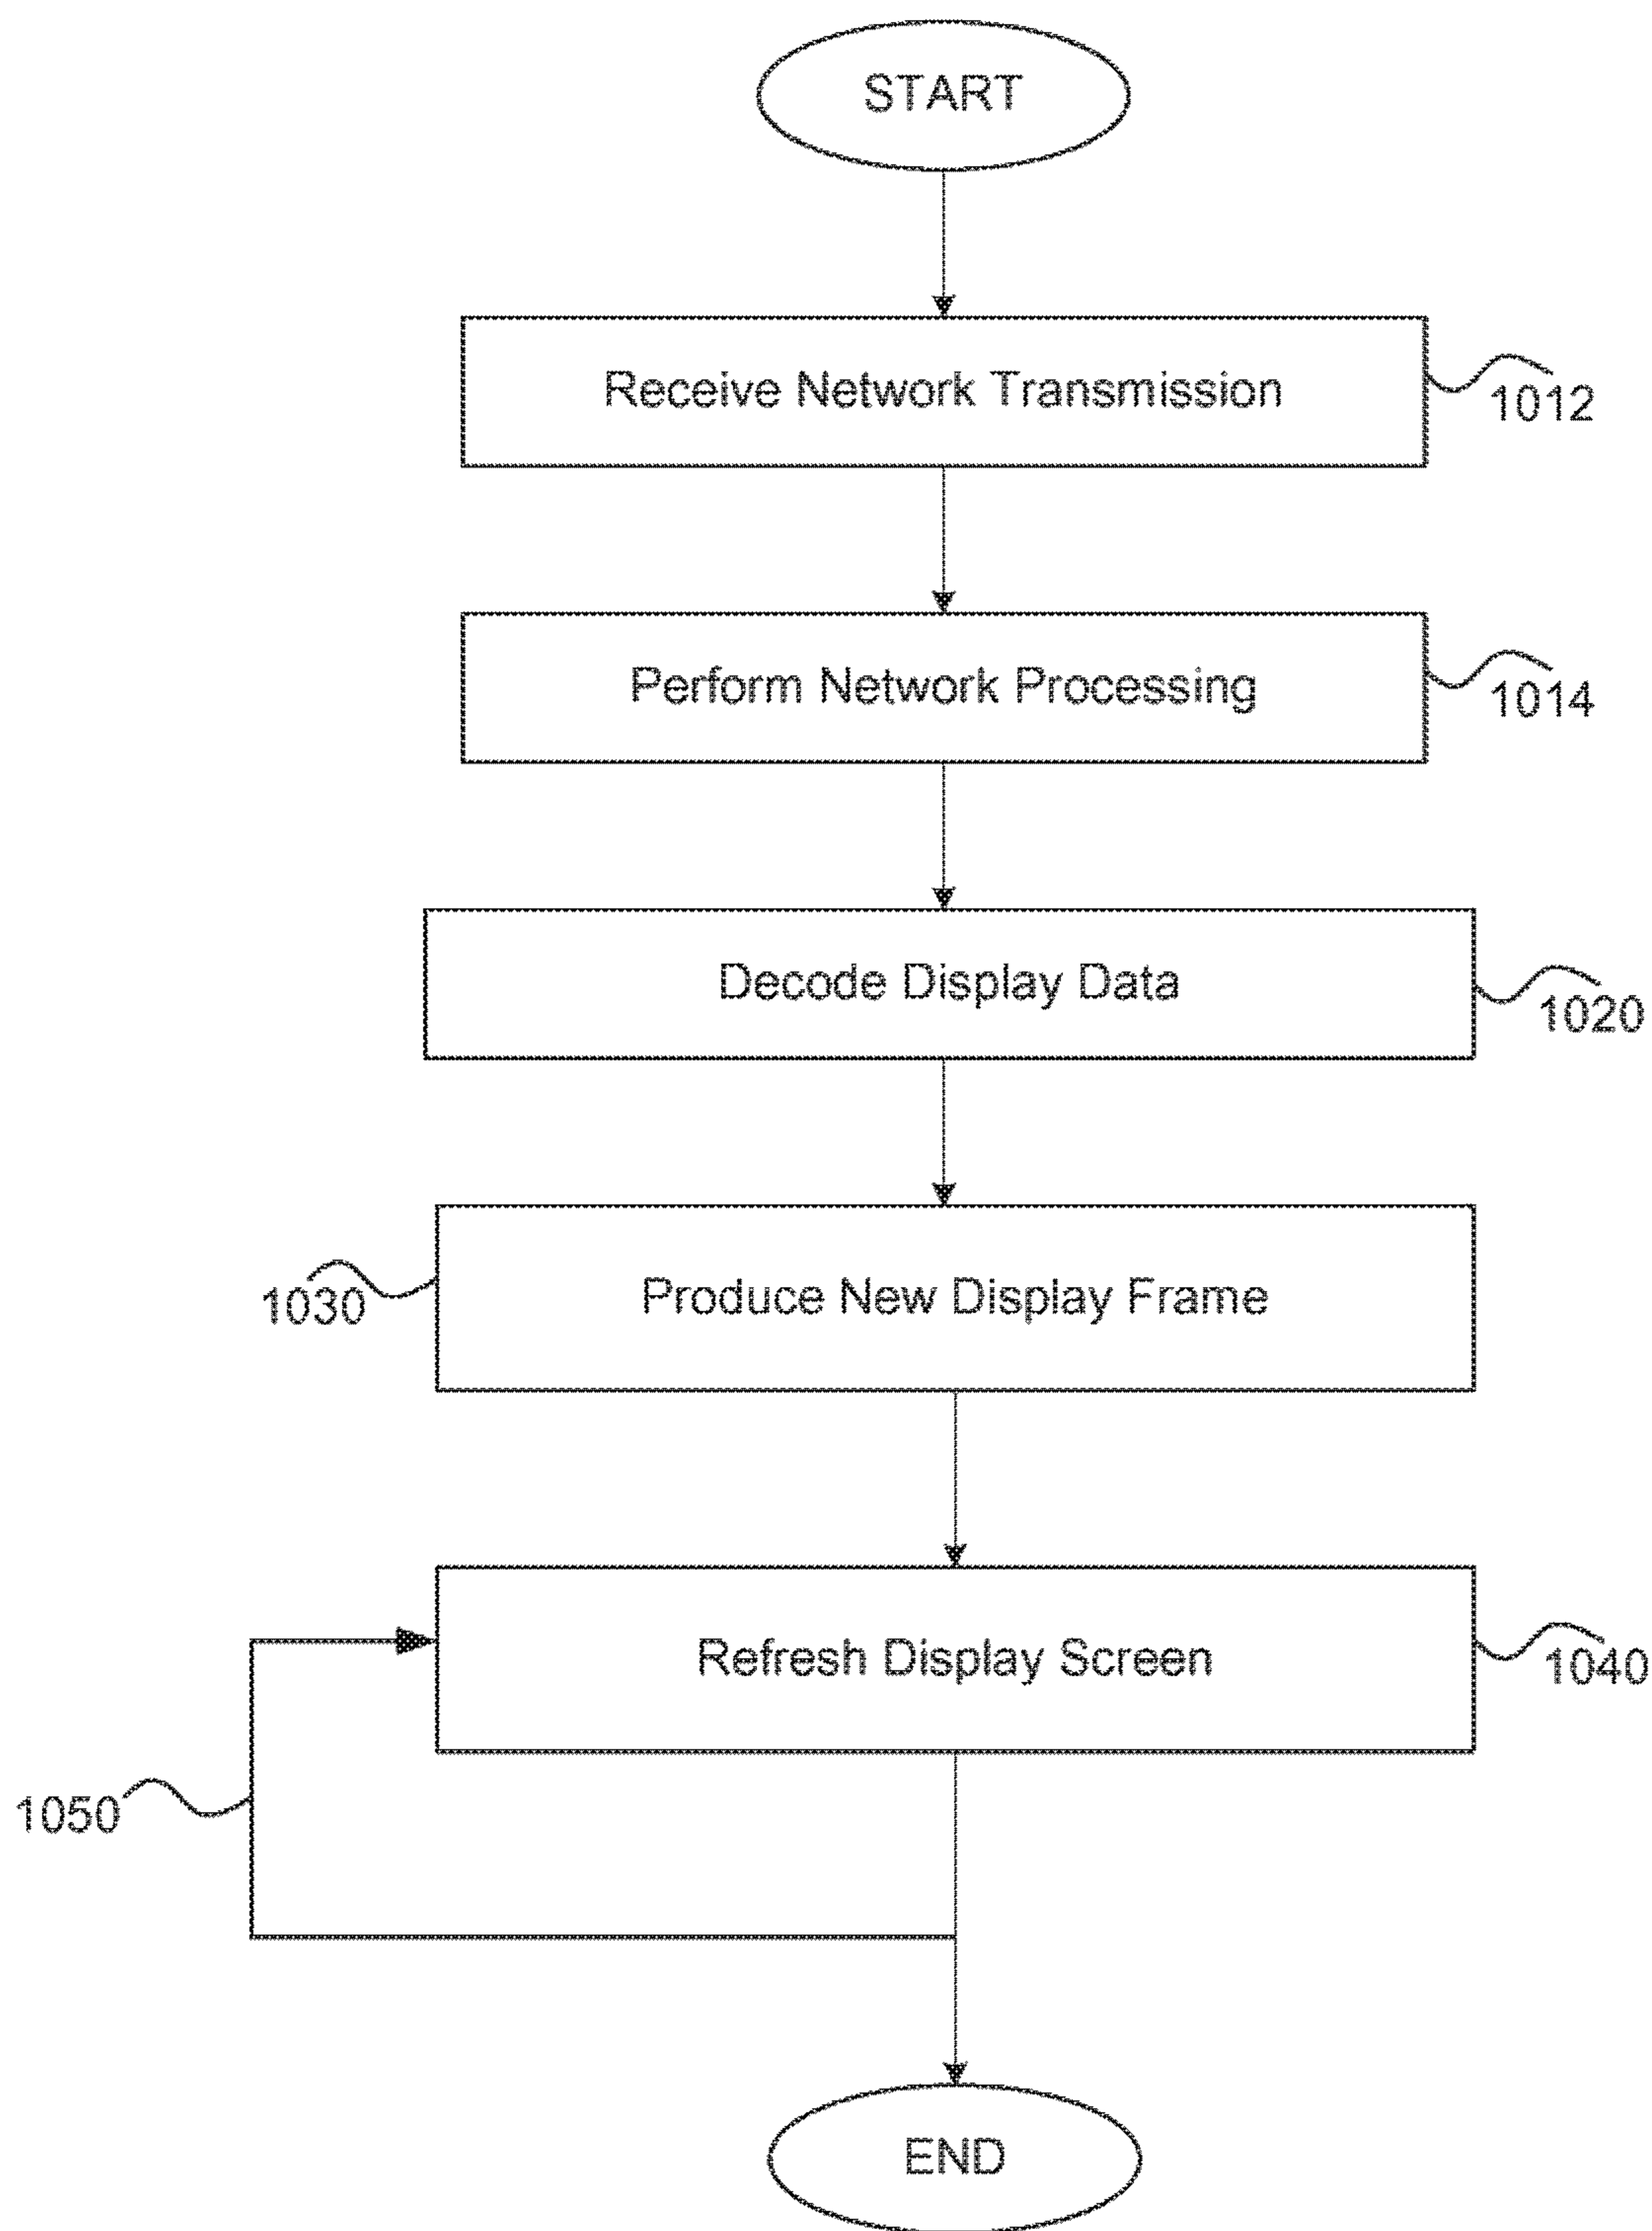 START
Receive Network Transmission
1012
Perform Network Processing
1014
Decode Display Data
1020
Produce New Display Frame
1030
Refresh Display Screen
1040
1050
END